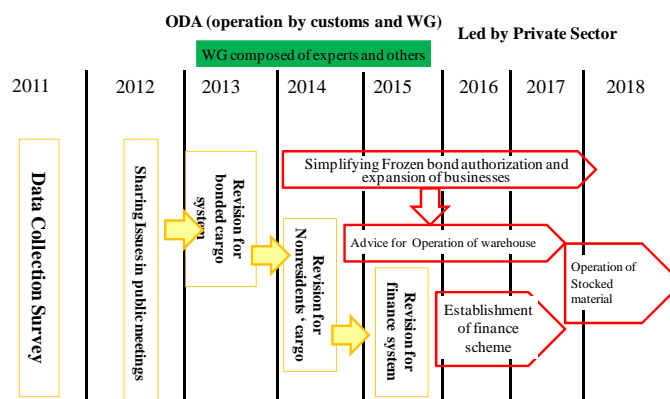 ODA (operation by customs and WG)
Led by Private Sector
WG composed of experts and others
2011
2012
2013
2014
2015
2016
2017
2018
Data Collection Survey
Sharing Issues in public meetings
Revision for
bonded cargo
system
Revision for
Nonresidents ‘ cargo
Revision for
finance system
Simplifying Frozen bond authorization and
expansion of businesses
Advice for Operation of warehouse
Establishment
of finance
scheme
Operation of
Stocked
material